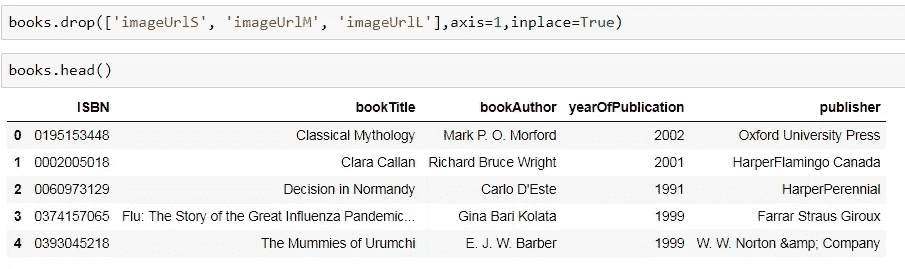 books.drop(['imageUrlS', 'imageUrlM', 'imageUrlL'],axis=1,inplace=True)
books.head()
ISBN bookTitle bookAuthor yearOfPublication publisher
0 0195153448 Classical Mythology Mark P. O. Morford 2002 Oxford University Press
1 0002005018 Clara Callan Richard Bruce Wright 2001 HarperFlamingo Canada
2 0060973129 Decision in Normandy Carlo D'Este 1991 HarperPerennial
3 0374157065 Flu: The Story of the Great Influenza Pandemic... Gina Bari Kolata 1999 Farrar Straus Giroux
4 0393045218 The Mummies of Urumchi E. J. W. Barber 1999 W. W. Norton &amp; Company